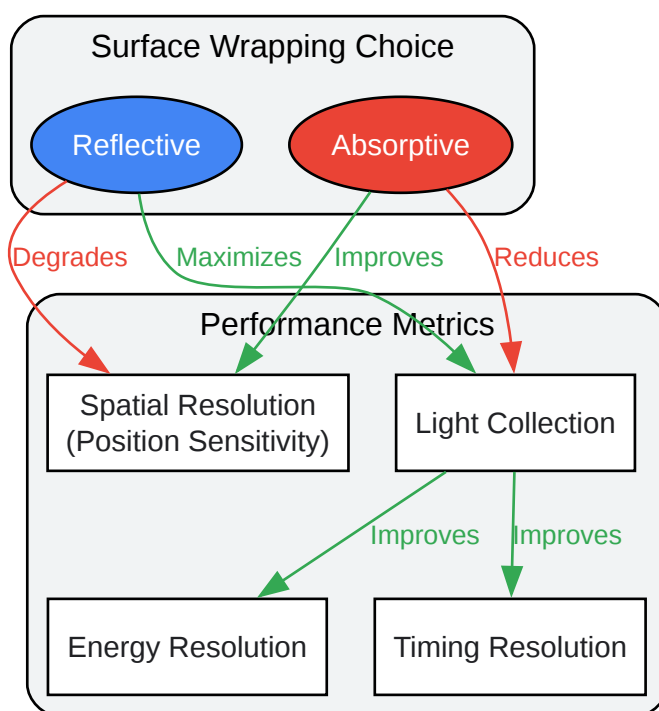 Surface Wrapping Choice
Reflective
Absorptive
Degrades
Maximizes
Improves
Reduces
Performance Metrics
Spatial Resolution
(Position Sensitivity)
Light Collection
Improves
Improves
Energy Resolution
Timing Resolution